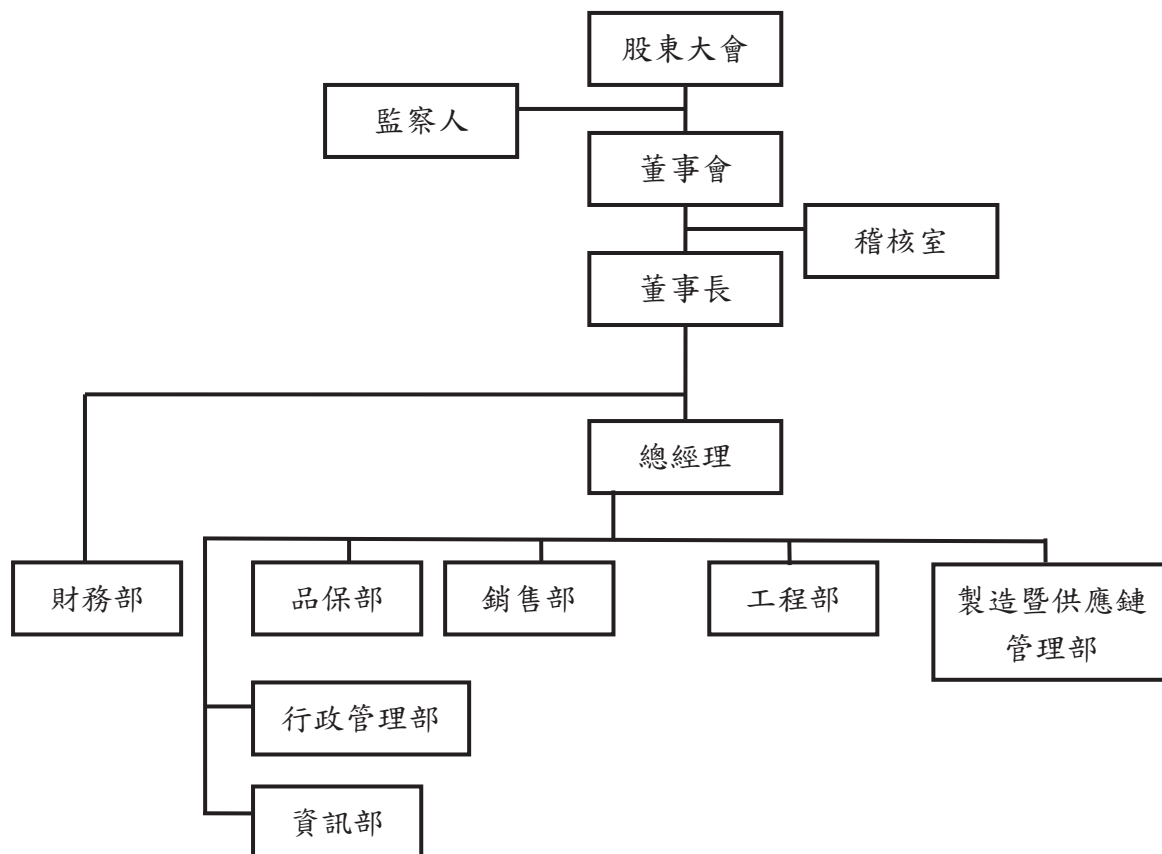 股東大會
監察人
董事會
稽核室
董事長
總經理
財務部
品保部
銷售部
工程部
製造暨供應鏈
管理部
行政管理部
資訊部